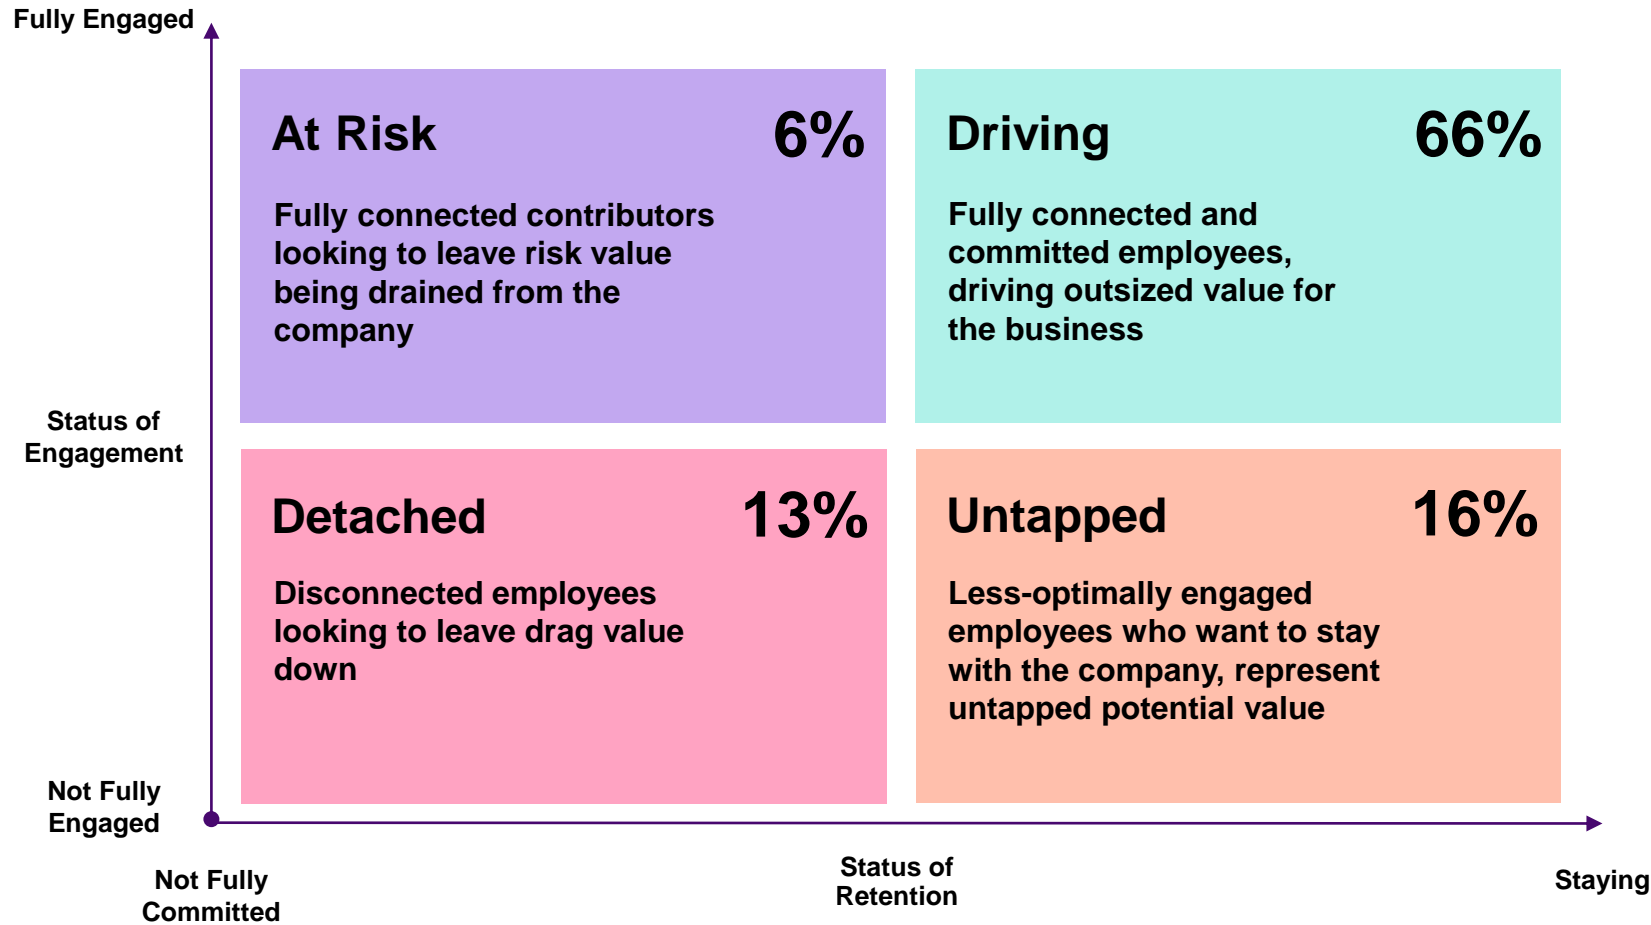 Fully Engaged
At Risk 6%
Fully connected contributors
looking to leave risk value
being drained from the
company
Driving 66%
Fully connected and
committed employees,
driving outsized value for
the business
Status of
Engagement
Detached 13%
Disconnected employees
looking to leave drag value
down
Untapped 16%
Less-optimally engaged
employees who want to stay
with the company, represent
untapped potential value
Not Fully
Engaged
Not Fully
Committed
Status of
Retention
Staying